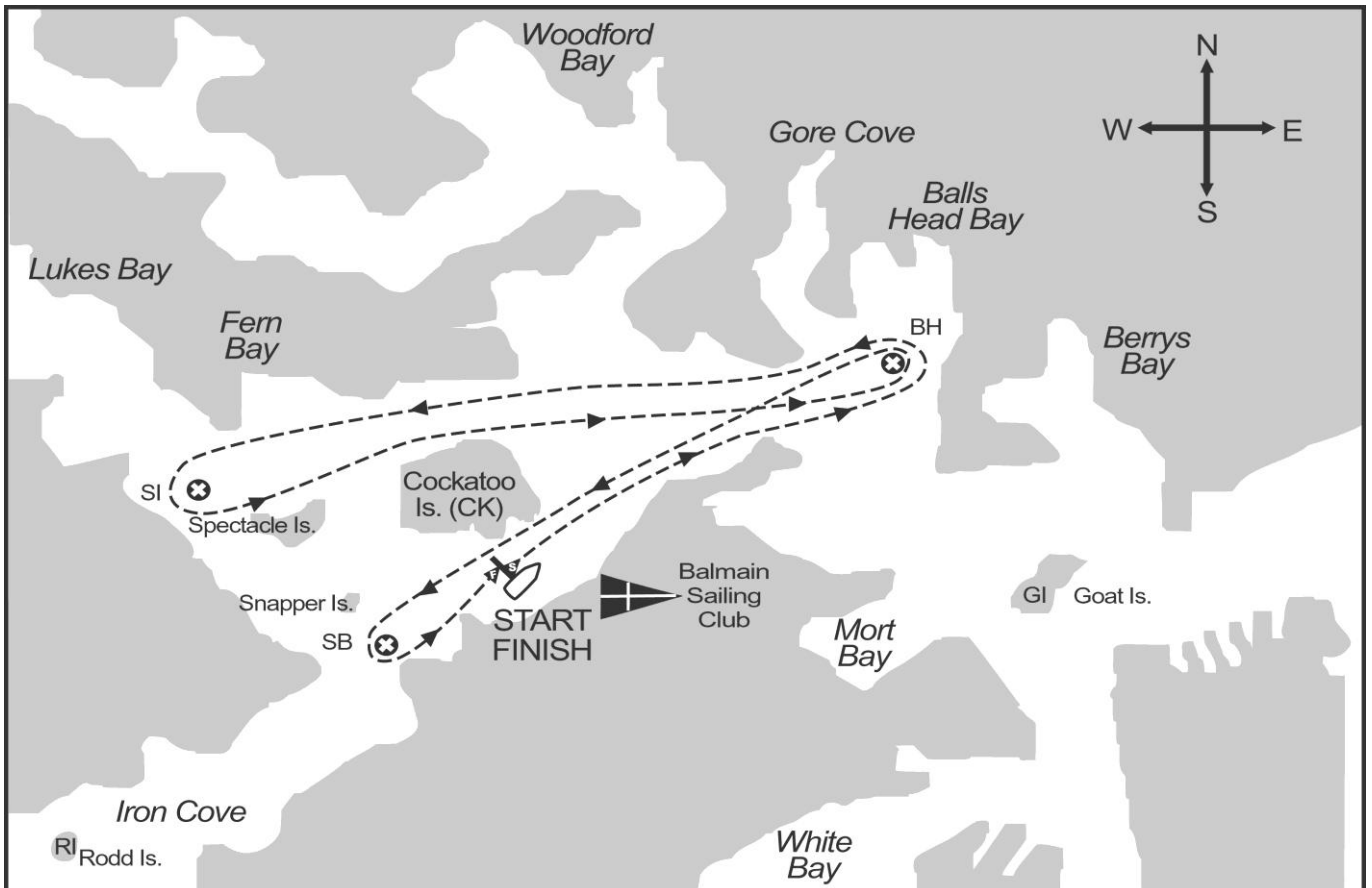 Woodford
Bay
N
W
E
S
Gore Cove
Balls
Head Bay
Lukes Bay
Fern
Bay
BH
Berrys
Bay
SI
Cockatoo
Is. (CK)
Spectacle Is.
F
S
Snapper Is.
SB
START
FINISH
Balmain
Sailing
Club
GI
Goat Is.
Mort
Bay
Iron Cove
RI
Rodd Is.
White
Bay